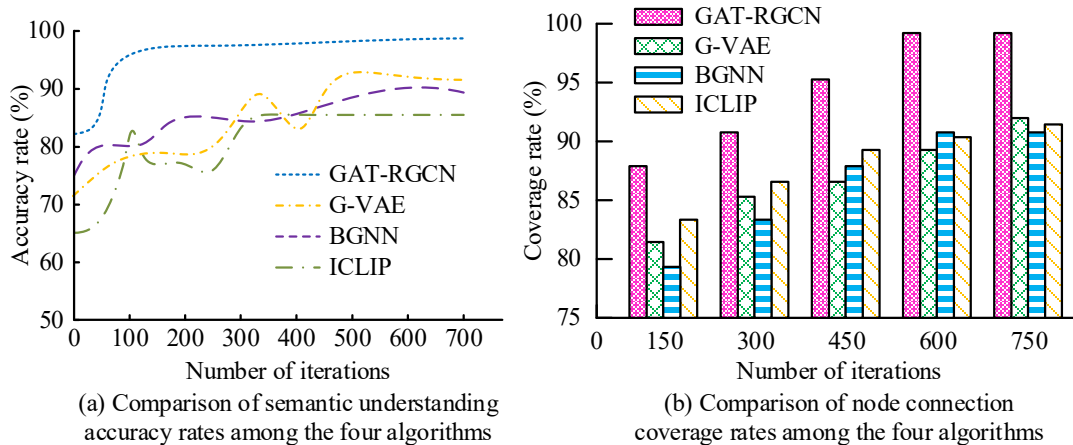 Accuracy rate (%)
100
90
80
70
60
50
GAT-RGCN
G-VAE
BGNN
ICLIP
0 100 200 300 400 500 600 700
Number of iterations
(a) Comparison of semantic understanding
accuracy rates among the four algorithms
Coverage rate (%)
100
95
90
85
80
75
GAT-RGCN
G-VAE
BGNN
ICLIP
0 150 300 450 600 750
Number of iterations
(b) Comparison of node connection
coverage rates among the four algorithms